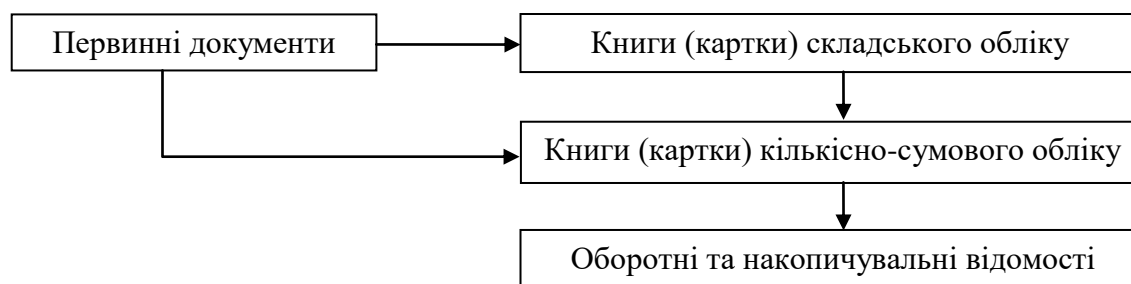 Первинні документи
Книги (картки) складського обліку
Книги (картки) кількісно-сумового обліку
Оборотні та накопичувальні відомості